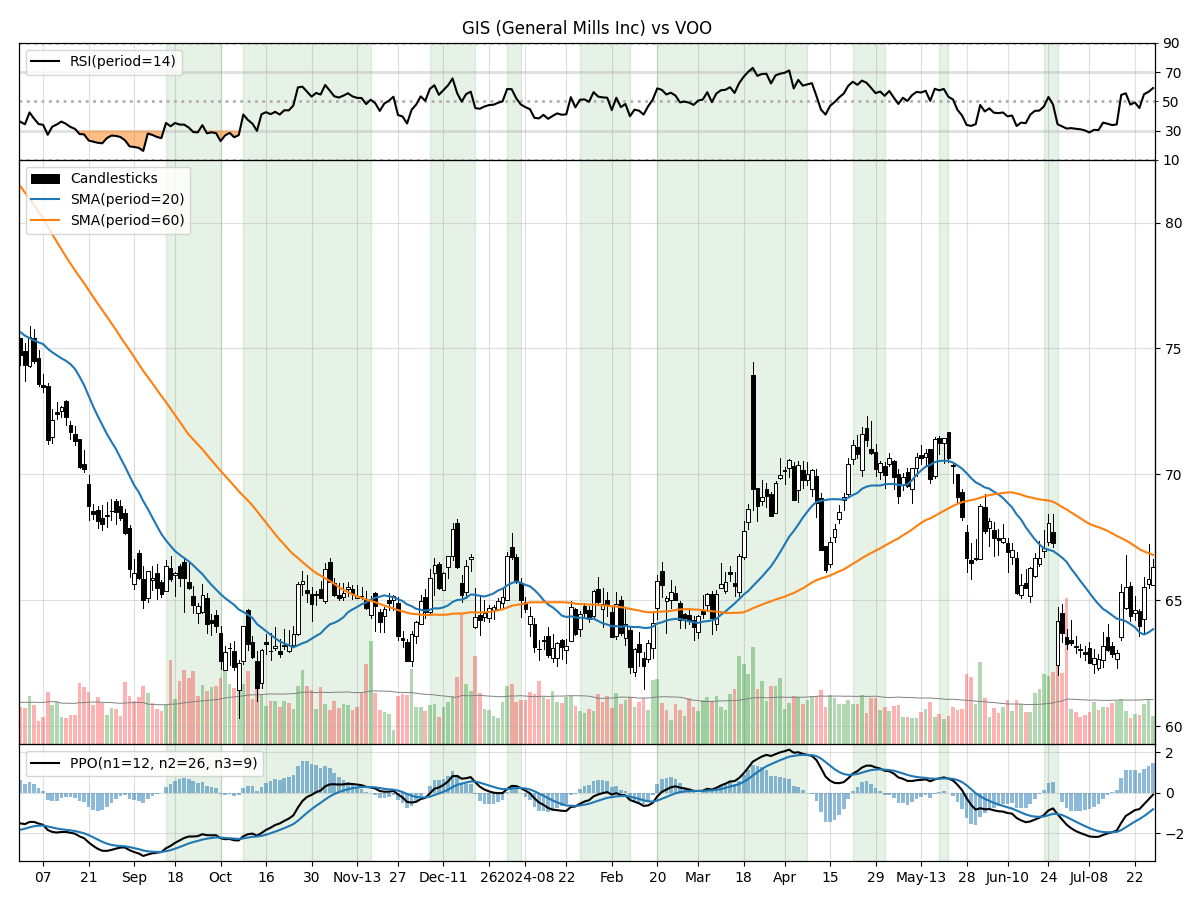 GIS (General Mills Inc) vs VOO
RSI(period=14)
90
70
50
30
10
Candlesticks
SMA(period=20)
SMA(period=60)
80
75
70
65
60
PPO(n1=12, n2=26, n3=9)
2
0
−2
07 21 Sep 18 Oct 16 30 Nov-13 27 Dec-11 26 2024-08 22 Feb 20 Mar 18 Apr 15 29 May-13 28 Jun-10 24 Jul-08 22